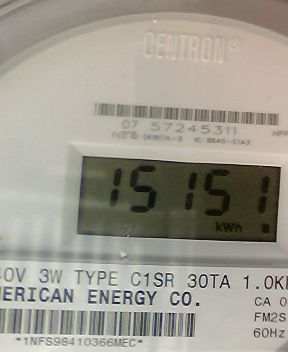 CENTRON®
07 57245311
15151
kWh
40V 3W TYPE C1SR 30TA 1.0K
MERICAN ENERGY CO.
CA 0
FM2S
60Hz
*1NFS98410366MEC*